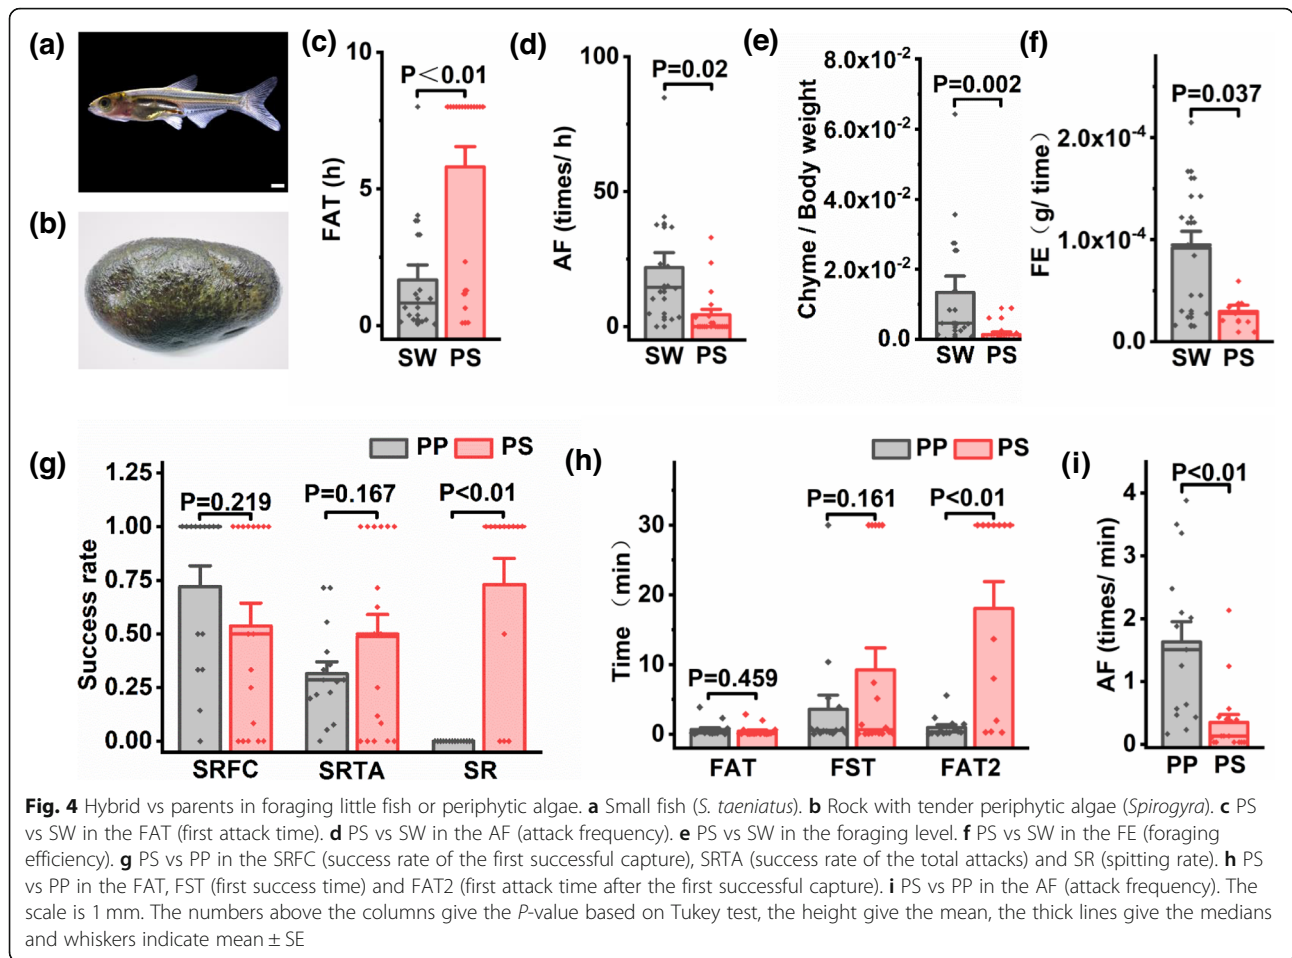 (a)
(b)
(c)
10
5
0
FAT (h)
P<0.01
SW PS
(d)
100
50
0
AF (times/ h)
P=0.02
SW PS
(e)
8.0x10⁻²
6.0x10⁻²
4.0x10⁻²
2.0x10⁻²
0.0
Chyme / Body weight
P=0.002
SW PS
(f)
2.0x10⁻⁴
1.0x10⁻⁴
0.0
FE（g/ time）
P=0.037
SW PS
(g)
PP PS
1.25
1.00
0.75
0.50
0.25
0.00
Success rate
P=0.219
P=0.167
P<0.01
SRFC SRTA SR
(h)
PP PS
30
20
10
0
Time （min）
P=0.459
P=0.161
P<0.01
FAT FST FAT2
(i)
4
3
2
1
0
AF (times/ min)
P<0.01
PP PS
Fig. 4 Hybrid vs parents in foraging little fish or periphytic algae. a Small fish (S. taeniatus). b Rock with tender periphytic algae (Spirogyra). c PS
vs SW in the FAT (first attack time). d PS vs SW in the AF (attack frequency). e PS vs SW in the foraging level. f PS vs SW in the FE (foraging
efficiency). g PS vs PP in the SRFC (success rate of the first successful capture), SRTA (success rate of the total attacks) and SR (spitting rate). h PS
vs PP in the FAT, FST (first success time) and FAT2 (first attack time after the first successful capture). i PS vs PP in the AF (attack frequency). The
scale is 1 mm. The numbers above the columns give the P-value based on Tukey test, the height give the mean, the thick lines give the medians
and whiskers indicate mean ± SE